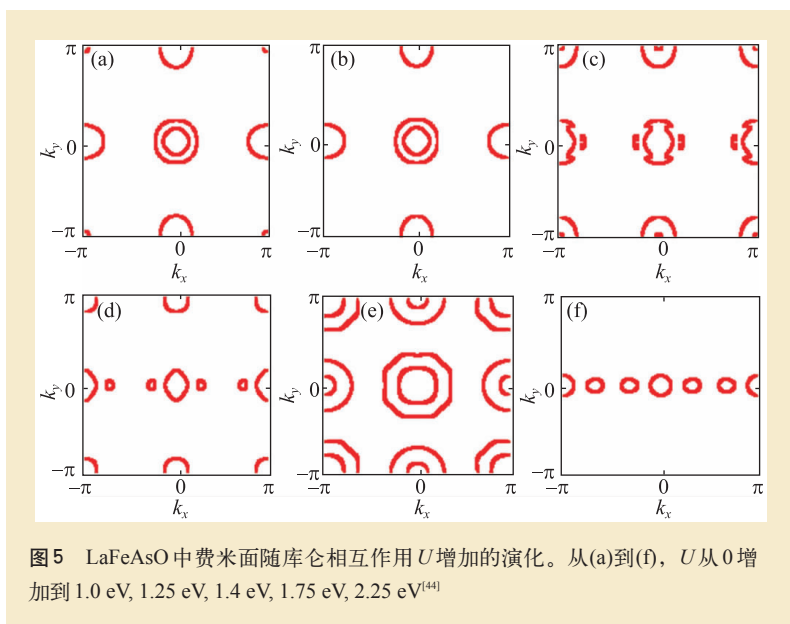 (a)
π
0
−π
k_y
−π
0
π
k_x
(b)
π
0
−π
k_y
−π
0
π
k_x
(c)
π
0
−π
k_y
−π
0
π
k_x
(d)
π
0
−π
k_y
−π
0
π
k_x
(e)
π
0
−π
k_y
−π
0
π
k_x
(f)
π
0
−π
k_y
−π
0
π
k_x
图5 LaFeAsO中费米面随库仑相互作用U增加的演化。从(a)到(f)，U从0增
加到1.0 eV, 1.25 eV, 1.4 eV, 1.75 eV, 2.25 eV[44]